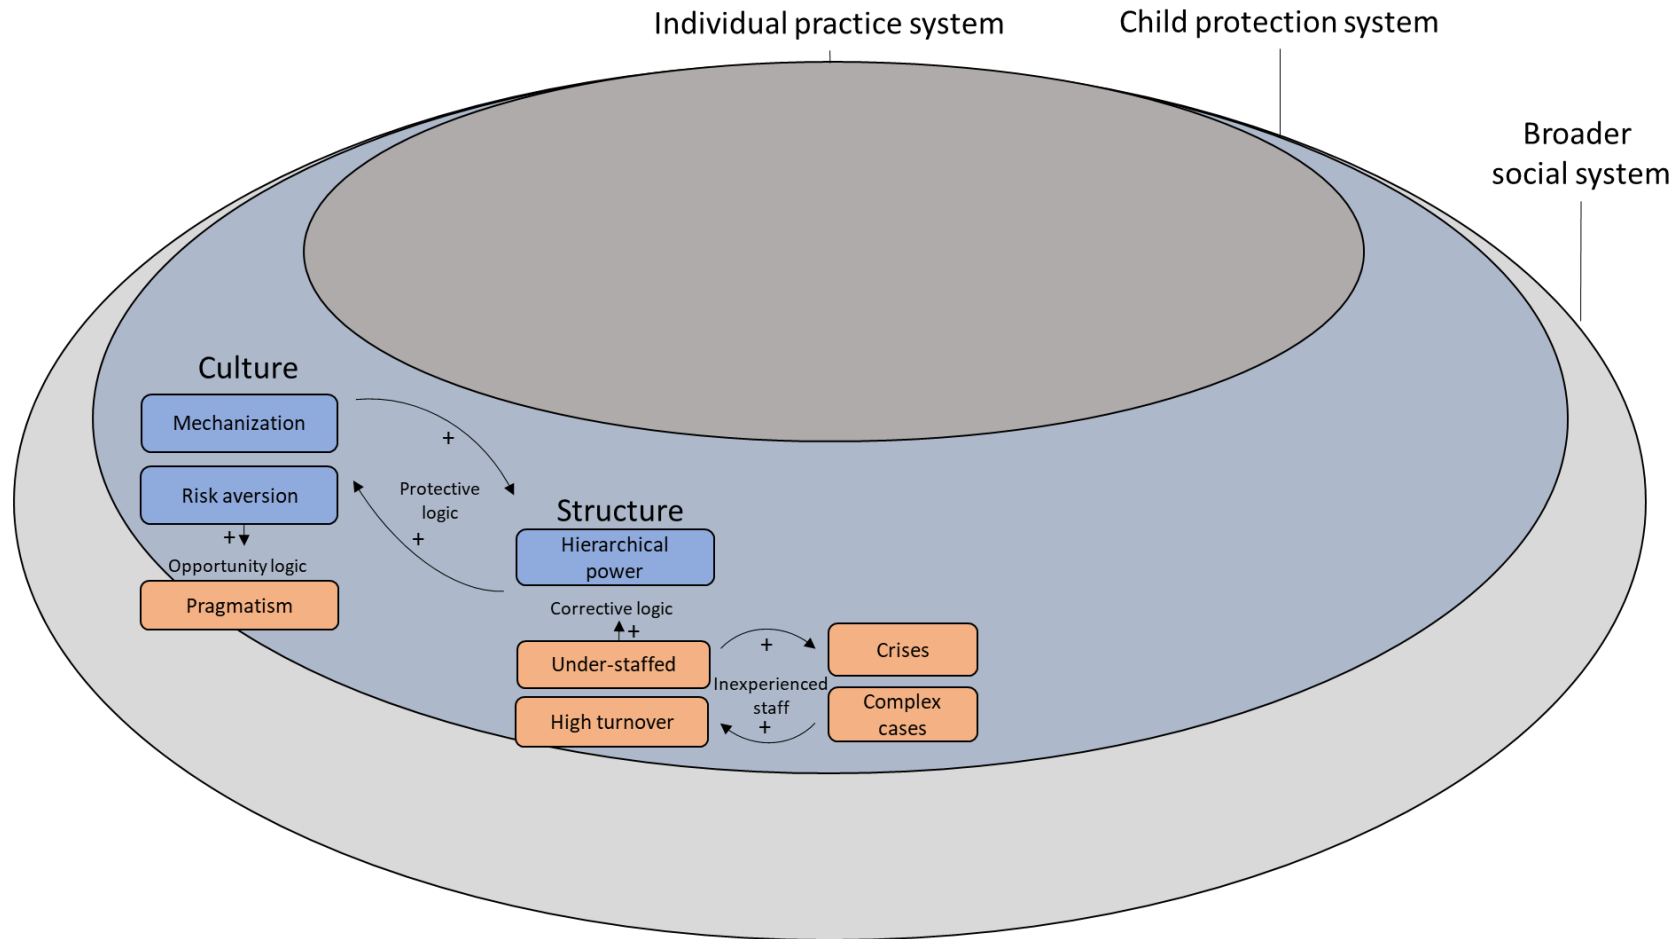 Individual practice system
Child protection system
Broader
social system
Culture
Mechanization
+
Risk aversion
Protective
logic
+
+
Opportunity logic
Pragmatism
Structure
Hierarchical
power
Corrective logic
+
Under-staffed
High turnover
+
Inexperienced
staff
+
Crises
Complex
cases